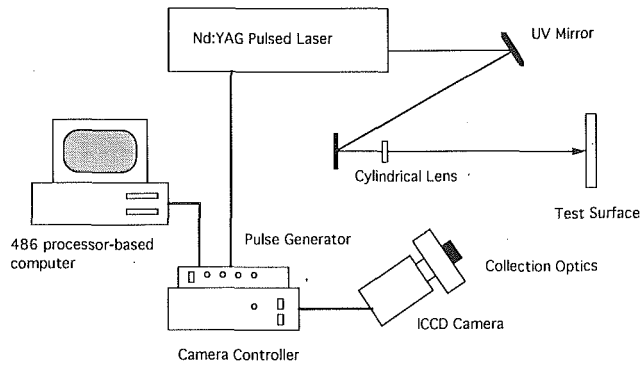 Nd:YAG Pulsed Laser
UV Mirror
Cylindrical Lens
Test Surface
486 processor-based
computer
Pulse Generator
Collection Optics
ICCD Camera
Camera Controller